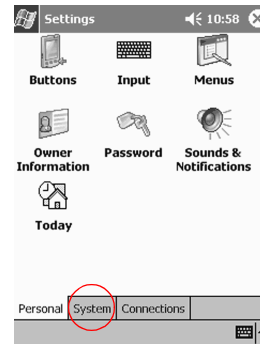 Settings 10:58
Buttons Input Menus
Owner Information Password Sounds & Notifications
Today
Personal System Connections